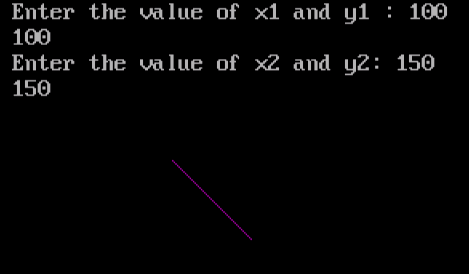 Enter the value of x1 and y1 : 100
100
Enter the value of x2 and y2: 150
150